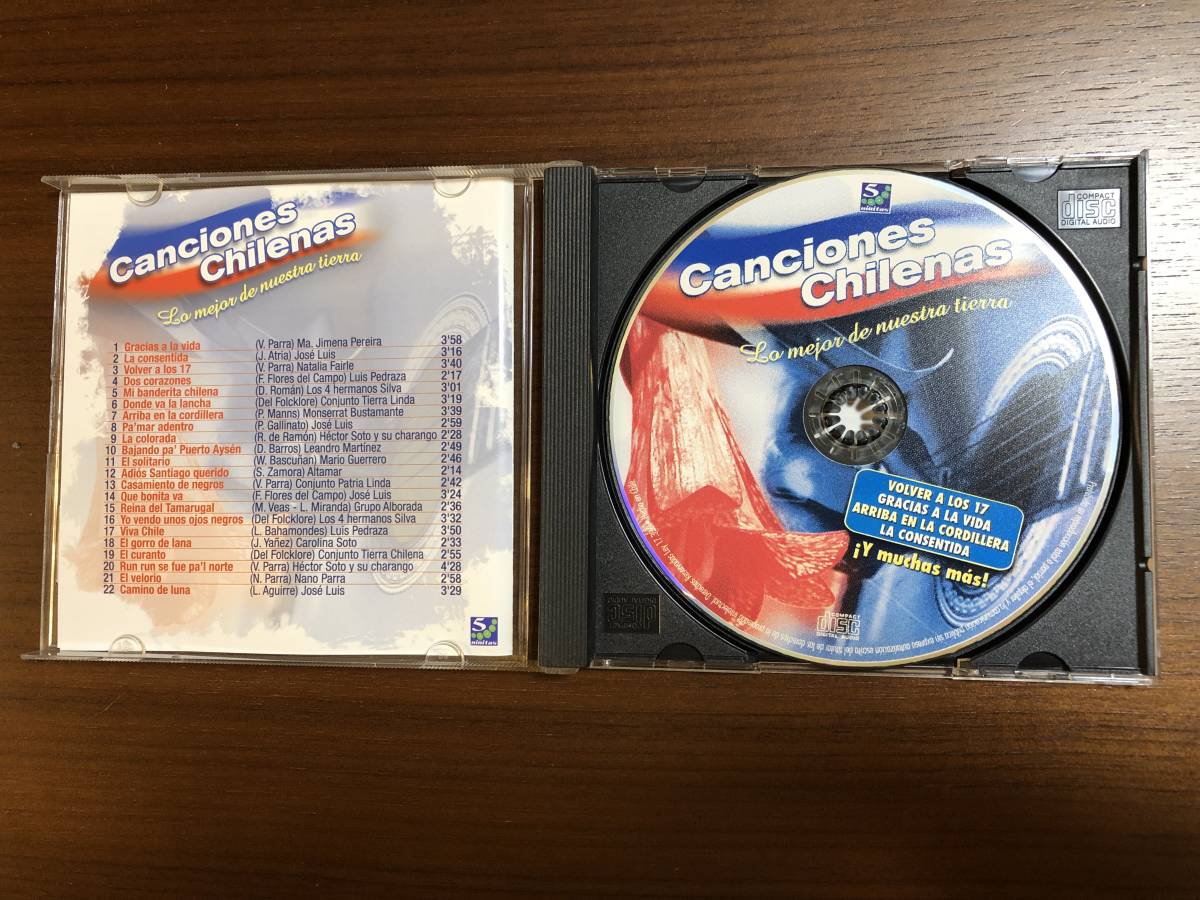 Canciones
Chilenas
Lo mejor de nuestra tierra
1 Gracias a la vida (V. Parra) Ma. Jimena Pereira 3'58
2 La consentida (J. Atria) José Luis 3'16
3 Volver a los 17 (V. Parra) Natalia Fairle 3'40
4 Dos corazones (F. Flores del Campo) Luis Pedraza 2'17
5 Mi banderita chilena (D. Román) Los 4 hermanos Silva 3'01
6 Donde va la lancha (Del Folcklore) Conjunto Tierra Linda 3'19
7 Arriba en la cordillera (P. Manns) Monserrat Bustamante 3'39
8 Pa'mar adentro (P. Gallinato) José Luis 2'59
9 La colorada (R. de Ramón) Héctor Soto y su charango 2'28
10 Bajando pa' Puerto Aysén (D. Barros) Leandro Martínez 2'49
11 El solitario (W. Bascuñan) Mario Guerrero 2'46
12 Adiós Santiago querido (S. Zamora) Altamar 2'14
13 Casamiento de negros (V. Parra) Conjunto Patria Linda 2'42
14 Que bonita va (F. Flores del Campo) José Luis 3'24
15 Reina del Tamarugal (M. Veas - L. Miranda) Grupo Alborada 2'36
16 Yo vendo unos ojos negros (Del Folcklore) Los 4 hermanos Silva 3'32
17 Viva Chile (L. Bahamondes) Luis Pedraza 3'50
18 El gorro de lana (J. Yañez) Carolina Soto 2'33
19 El curanto (Del Folcklore) Conjunto Tierra Chilena 2'55
20 Run run se fue pa'l norte (V. Parra) Héctor Soto y su charango 4'28
21 El velorio (N. Parra) Nano Parra 2'58
22 Camino de luna (L. Aguirre) José Luis 3'29
5
ninitas
5
ninitas
Canciones
Chilenas
Lo mejor de nuestra tierra
VOLVER A LOS 17
GRACIAS A LA VIDA
ARRIBA EN LA CORDILLERA
LA CONSENTIDA
¡Y muchas más!
COMPACT
disc
DIGITAL AUDIO
COMPACT
disc
DIGITAL AUDIO